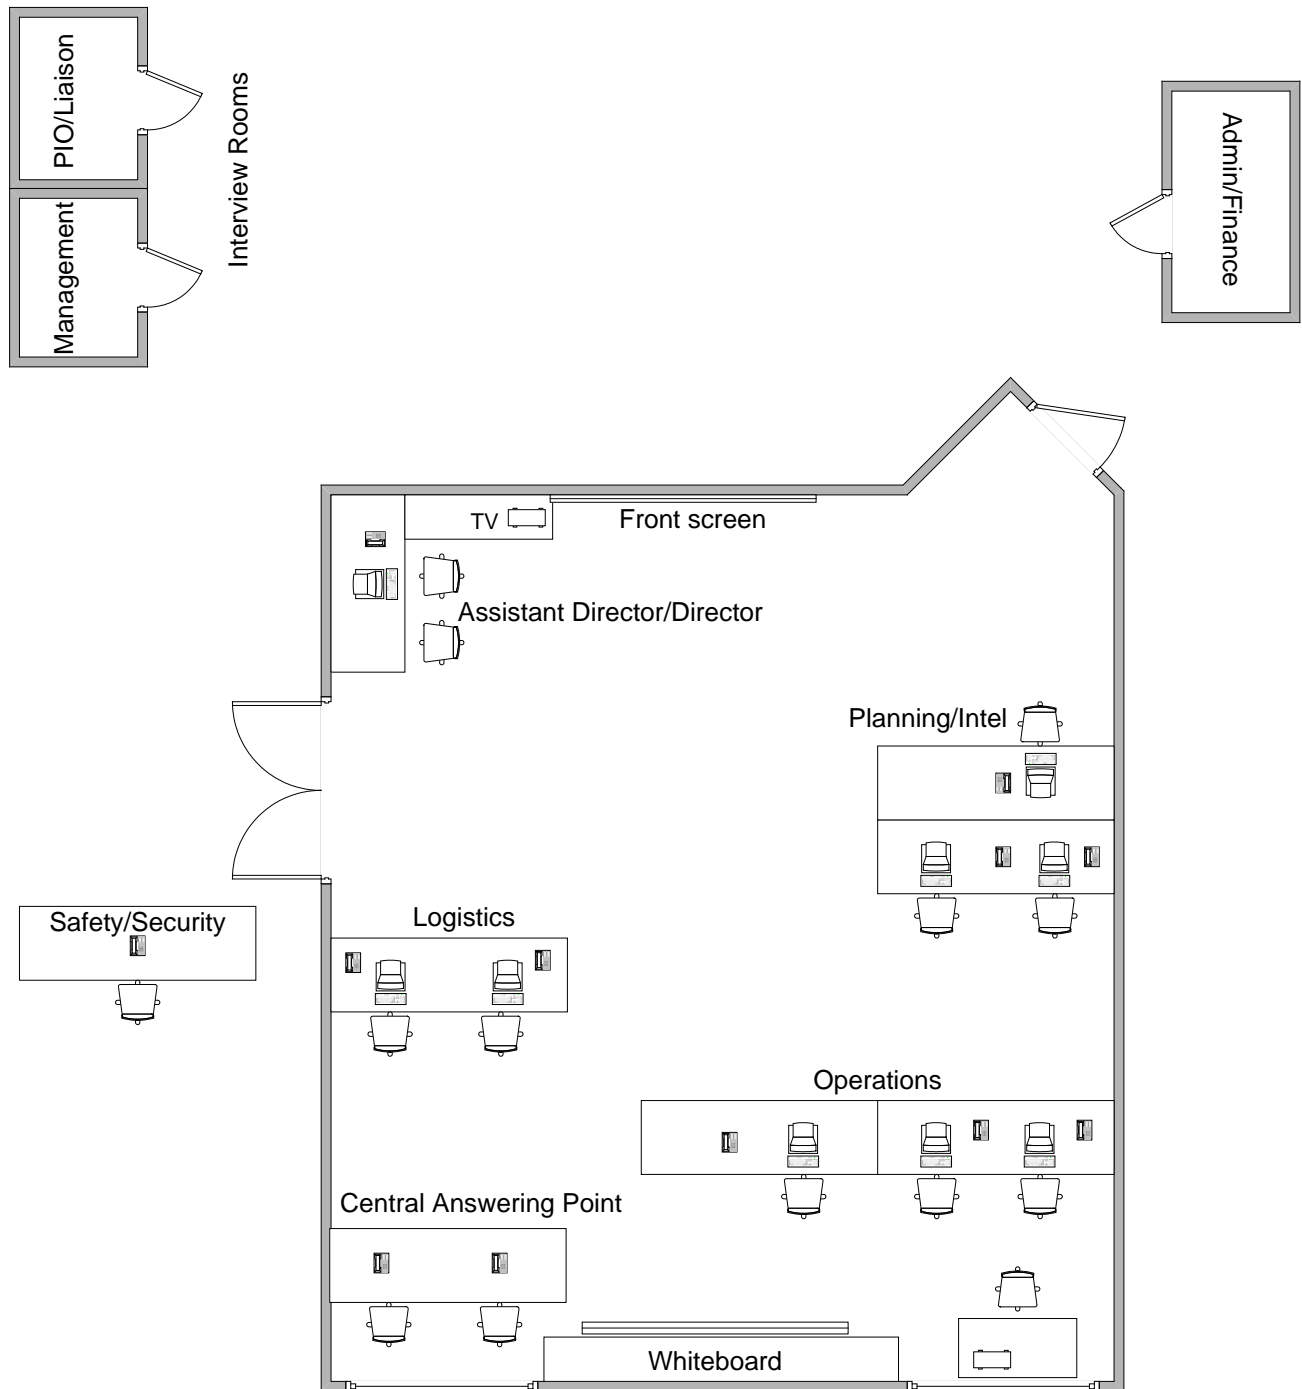 PIO/Liaison
Interview Rooms
Management
Admin/Finance
TV
Front screen
Assistant Director/Director
Planning/Intel
Logistics
Safety/Security
Operations
Central Answering Point
Whiteboard